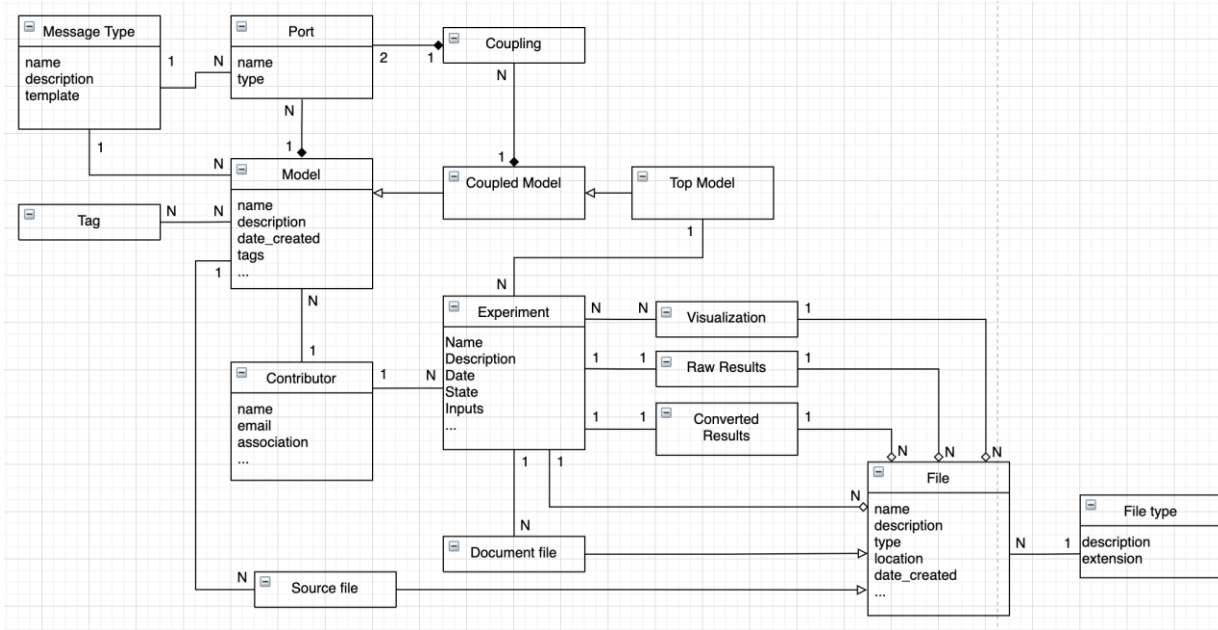 Message Type
name
description
template
Port
name
type
Coupling
1
N
2
1
N
N
1
1
N
1
Model
name
description
date_created
tags
...
Coupled Model
Top Model
Tag
N
N
1
1
N
N
1
Contributor
name
email
association
...
1
N
Experiment
Name
Description
Date
State
Inputs
...
N
N
Visualization
1
1
1
Raw Results
1
1
1
Converted
Results
1
N
N
N
1
1
N
N
File
name
description
type
location
date_created
...
N
1
File type
description
extension
Document file
N
Source file